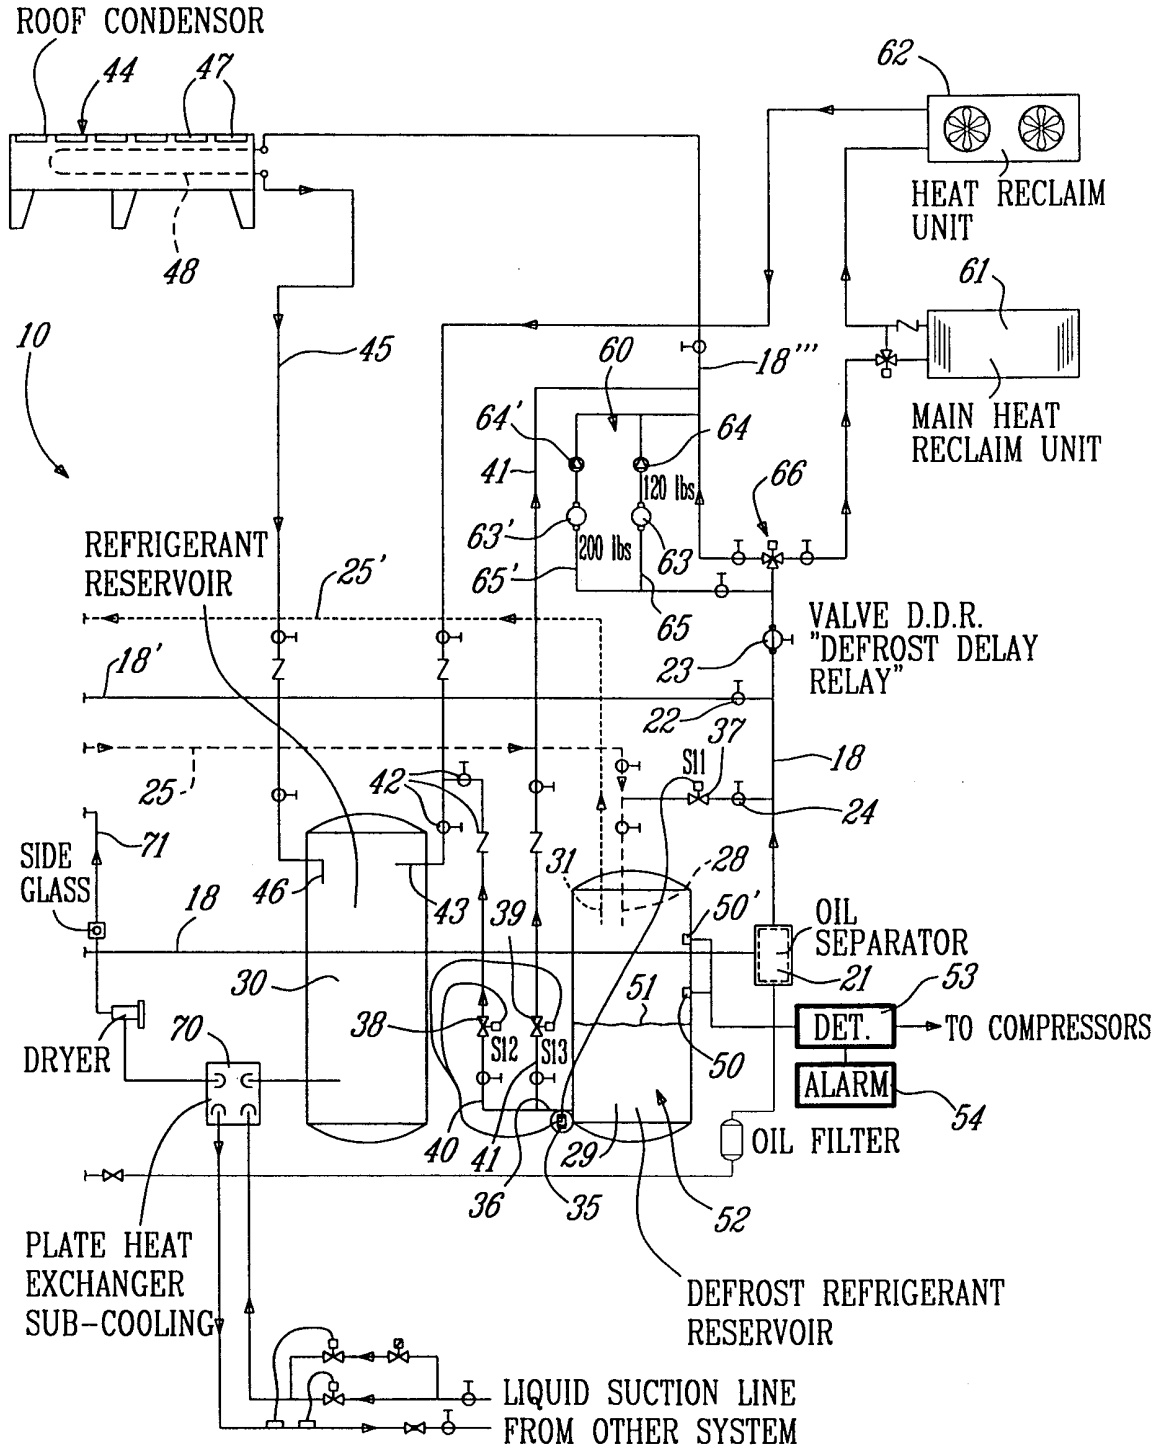 ROOF CONDENSOR
44
47
62
48
HEAT RECLAIM
UNIT
61
10
45
60
18'''
MAIN HEAT
RECLAIM UNIT
64'
64
41
120 lbs
66
REFRIGERANT
RESERVOIR
63'
200 lbs
63
25'
65'
65
VALVE D.D.R.
"DEFROST DELAY
RELAY"
23
18'
22
37
S11
18
25
42
24
71
SIDE
GLASS
31
28
46
43
39
50'
18
OIL
SEPARATOR
21
53
30
38
51
DET.
TO COMPRESSORS
S12
S13
50
DRYER
70
ALARM
54
40
41
29
OIL FILTER
36
35
52
PLATE HEAT
EXCHANGER
SUB-COOLING
DEFROST REFRIGERANT
RESERVOIR
LIQUID SUCTION LINE
FROM OTHER SYSTEM